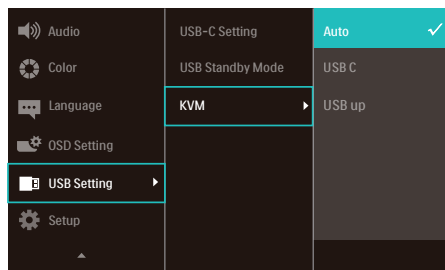 Audio
Color
Language
OSD Setting
USB Setting
Setup
USB-C Setting
USB Standby Mode
KVM
Auto
USB C
USB up